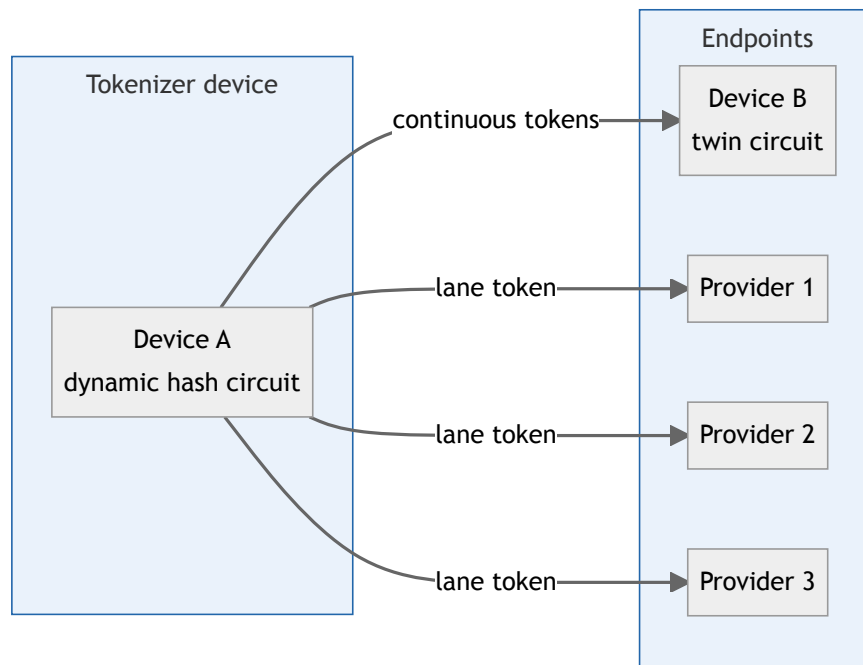 Tokenizer device
Device A
dynamic hash circuit
continuous tokens
lane token
lane token
lane token
Endpoints
Device B
twin circuit
Provider 1
Provider 2
Provider 3